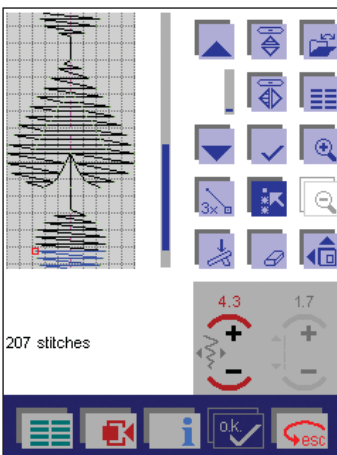 3x
4.3 1.7
207 stitches
i o.k. esc